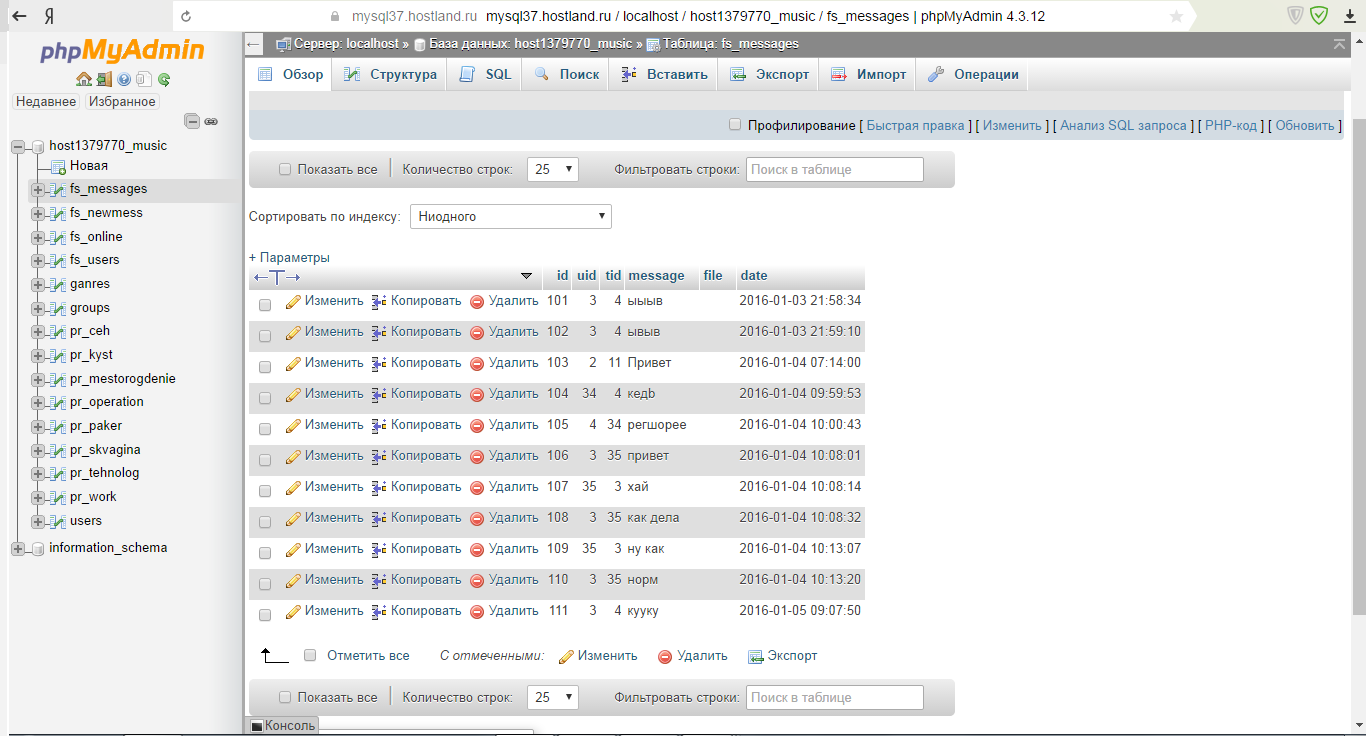 Я mysql37.hostland.ru mysql37.hostland.ru / localhost / host1379770_music / fs_messages | phpMyAdmin 4.3.12
phpMyAdmin
Недавнее Избранное
host1379770_music
Новая
fs_messages
fs_newmess
fs_online
fs_users
ganres
groups
pr_ceh
pr_kyst
pr_mestorogdenie
pr_operation
pr_paker
pr_skvagina
pr_tehnolog
pr_work
users
information_schema
Сервер: localhost » База данных: host1379770_music » Таблица: fs_messages
Обзор Структура SQL Поиск Вставить Экспорт Импорт Операции
Профилирование [ Быстрая правка ] [ Изменить ] [ Анализ SQL запроса ] [ PHP-код ] [ Обновить ]
Показать все Количество строк: 25 Фильтровать строки: Поиск в таблице
Сортировать по индексу: Ниодного
+ Параметры
←T→ id uid tid message file date
Изменить Копировать Удалить 101 3 4 ыыыв 2016-01-03 21:58:34
Изменить Копировать Удалить 102 3 4 ывыв 2016-01-03 21:59:10
Изменить Копировать Удалить 103 2 11 Привет 2016-01-04 07:14:00
Изменить Копировать Удалить 104 34 4 кедb 2016-01-04 09:59:53
Изменить Копировать Удалить 105 4 34 регшорее 2016-01-04 10:00:43
Изменить Копировать Удалить 106 3 35 привет 2016-01-04 10:08:01
Изменить Копировать Удалить 107 35 3 хай 2016-01-04 10:08:14
Изменить Копировать Удалить 108 3 35 как дела 2016-01-04 10:08:32
Изменить Копировать Удалить 109 35 3 ну как 2016-01-04 10:13:07
Изменить Копировать Удалить 110 3 35 норм 2016-01-04 10:13:20
Изменить Копировать Удалить 111 3 4 кууку 2016-01-05 09:07:50
Отметить все С отмеченными: Изменить Удалить Экспорт
Показать все Количество строк: 25 Фильтровать строки: Поиск в таблице
Консоль